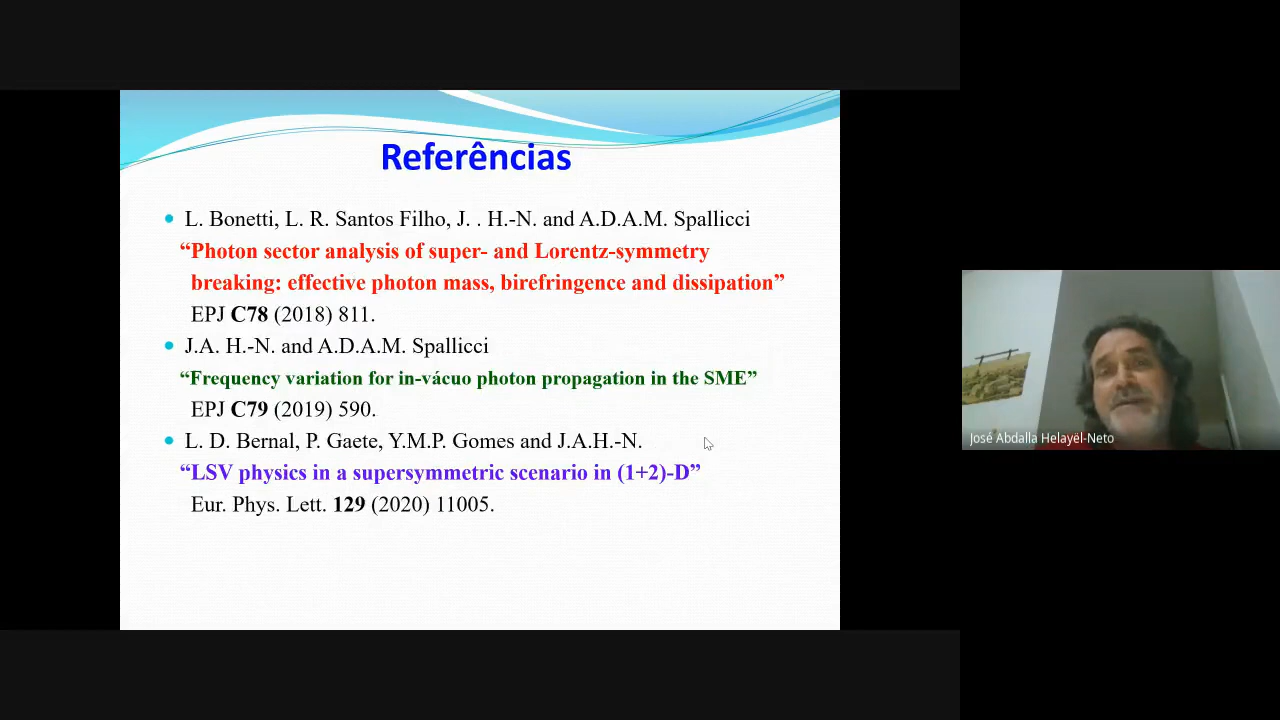 Referências
L. Bonetti, L. R. Santos Filho, J. . H.-N. and A.D.A.M. Spallicci
“Photon sector analysis of super- and Lorentz-symmetry
breaking: effective photon mass, birefringence and dissipation”
EPJ C78 (2018) 811.
J.A. H.-N. and A.D.A.M. Spallicci
“Frequency variation for in-vácuo photon propagation in the SME”
EPJ C79 (2019) 590.
L. D. Bernal, P. Gaete, Y.M.P. Gomes and J.A.H.-N.
“LSV physics in a supersymmetric scenario in (1+2)-D”
Eur. Phys. Lett. 129 (2020) 11005.
José Abdalla Helayël-Neto